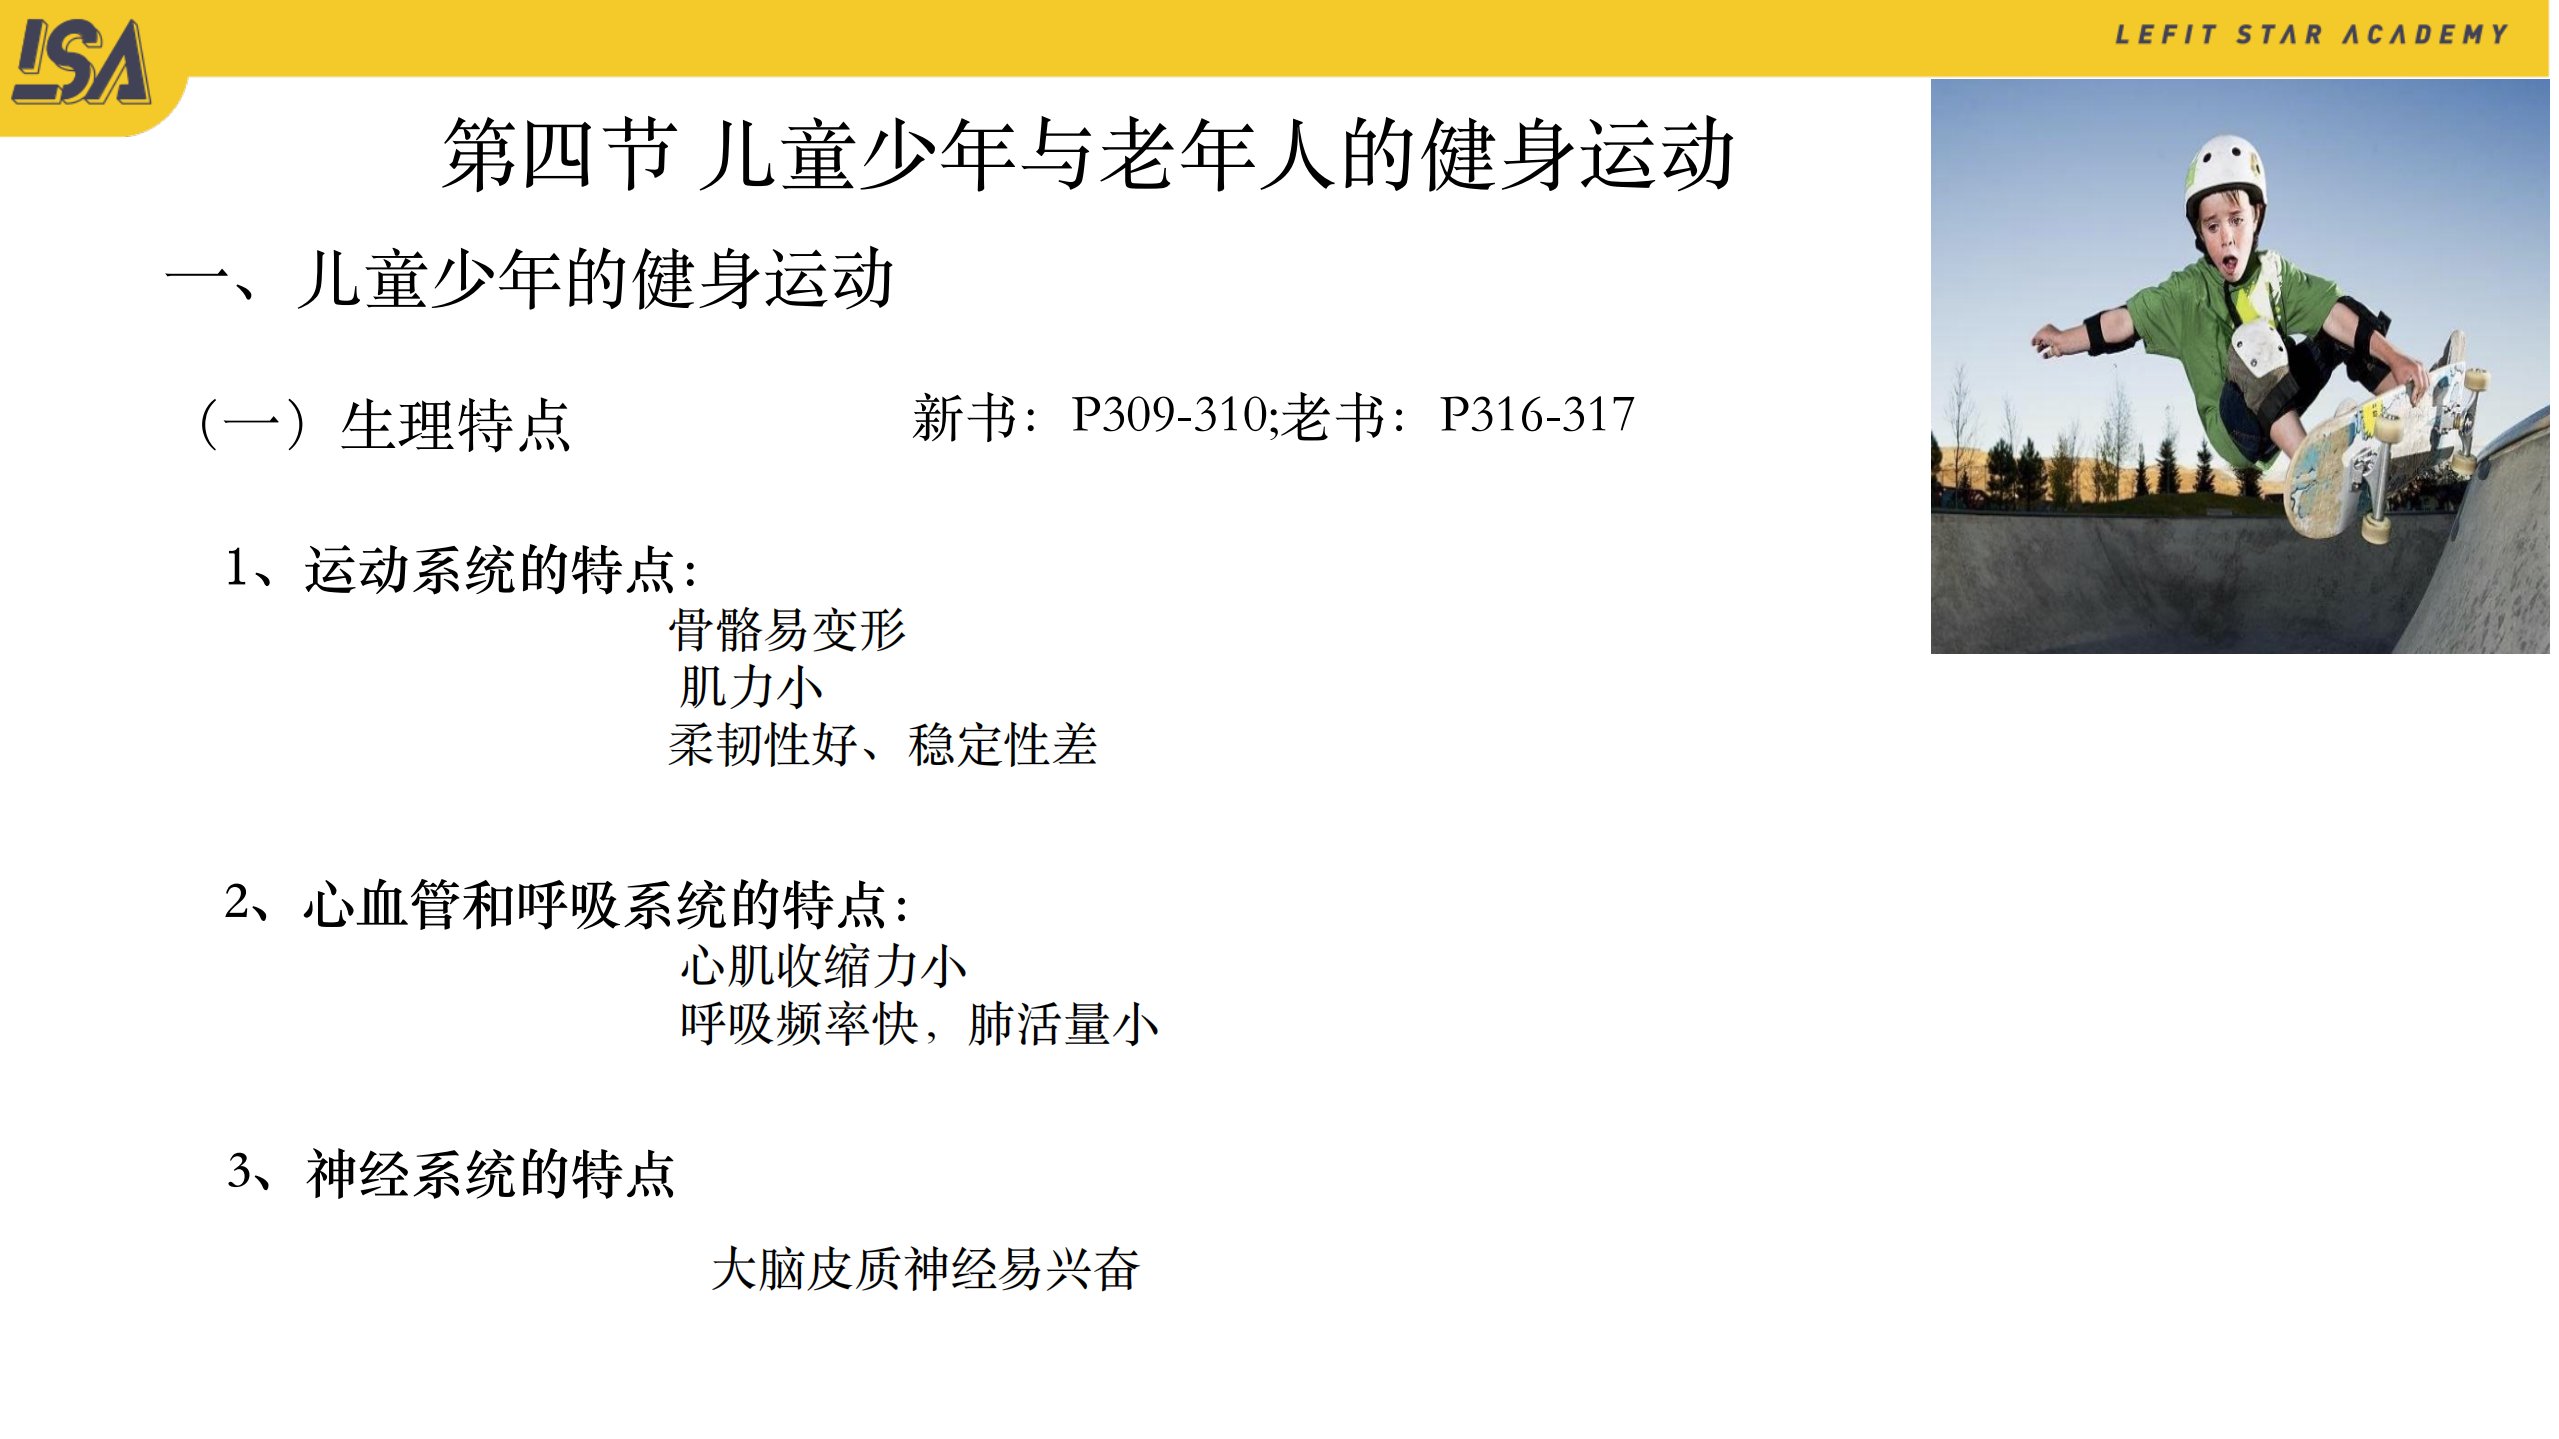 LSA
LEFIT STAR ACADEMY
第四节 儿童少年与老年人的健身运动
一、儿童少年的健身运动
（一）生理特点
新书：P309-310;老书：P316-317
1、运动系统的特点：
骨骼易变形
肌力小
柔韧性好、稳定性差
2、心血管和呼吸系统的特点：
心肌收缩力小
呼吸频率快，肺活量小
3、神经系统的特点
大脑皮质神经易兴奋